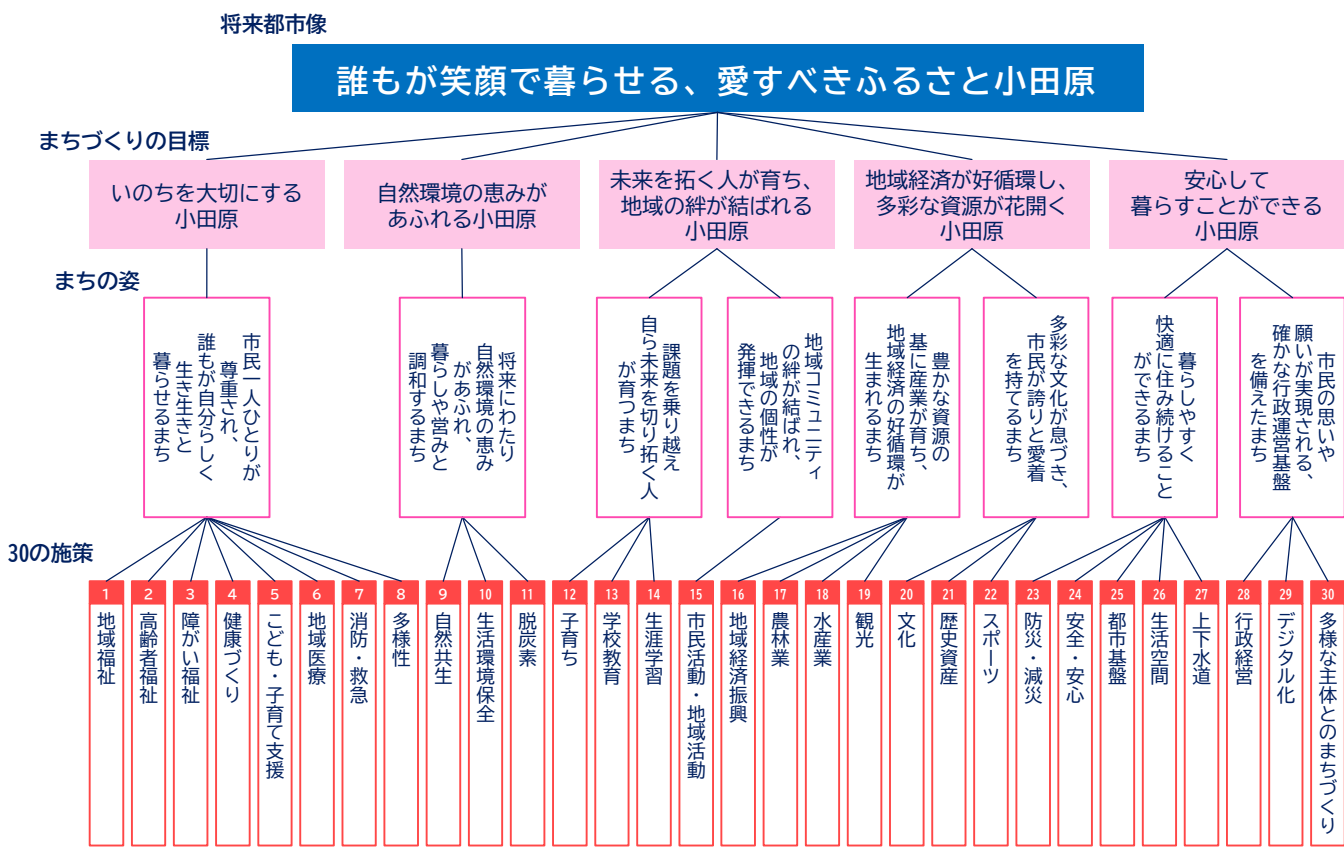 将来都市像
誰もが笑顔で暮らせる、愛すべきふるさと小田原
まちづくりの目標
いのちを大切にする
小田原
自然環境の恵みが
あふれる小田原
未来を拓く人が育ち、
地域の絆が結ばれる
小田原
地域経済が好循環し、
多彩な資源が花開く
小田原
安心して
暮らすことができる
小田原
まちの姿
市民一人ひとりが
尊重され、
誰もが自分らしく
生き生きと
暮らせるまち
将来にわたり
自然環境の恵み
があふれ、
暮らしや営みと
調和するまち
課題を乗り越え
自ら未来を切り拓く人
が育つまち
地域コミュニティ
の絆が結ばれ、
地域の個性が
発揮できるまち
豊かな資源の
基に産業が育ち、
地域経済の好循環が
生まれるまち
多彩な文化が息づき、
市民が誇りと愛着
を持てるまち
暮らしやすく
快適に住み続けること
ができるまち
市民の思いや
願いが実現される、
確かな行政運営基盤
を備えたまち
30の施策
1
地域福祉
2
高齢者福祉
3
障がい福祉
4
健康づくり
5
こども・子育て支援
6
地域医療
7
消防・救急
8
多様性
9
自然共生
10
生活環境保全
11
脱炭素
12
子育ち
13
学校教育
14
生涯学習
15
市民活動・地域活動
16
地域経済振興
17
農林業
18
水産業
19
観光
20
文化
21
歴史資産
22
スポーツ
23
防災・減災
24
安全・安心
25
都市基盤
26
生活空間
27
上下水道
28
行政経営
29
デジタル化
30
多様な主体とのまちづくり